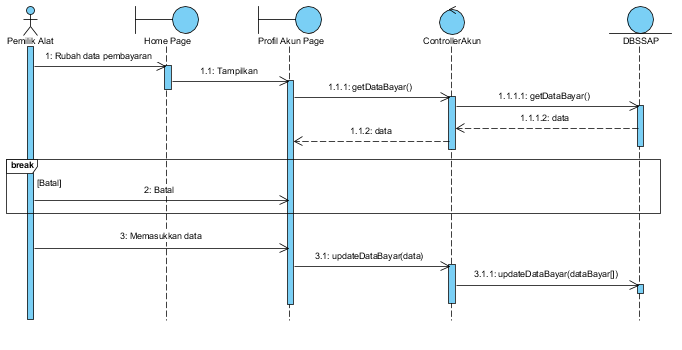 Pemilik Alat
Home Page
Profil Akun Page
ControllerAkun
DBSSAP
1: Rubah data pembayaran
1.1: Tampilkan
1.1.1: getDataBayar()
1.1.1.1: getDataBayar()
1.1.1.2: data
1.1.2: data
break
[Batal]
2: Batal
3: Memasukkan data
3.1: updateDataBayar(data)
3.1.1: updateDataBayar(dataBayar[])